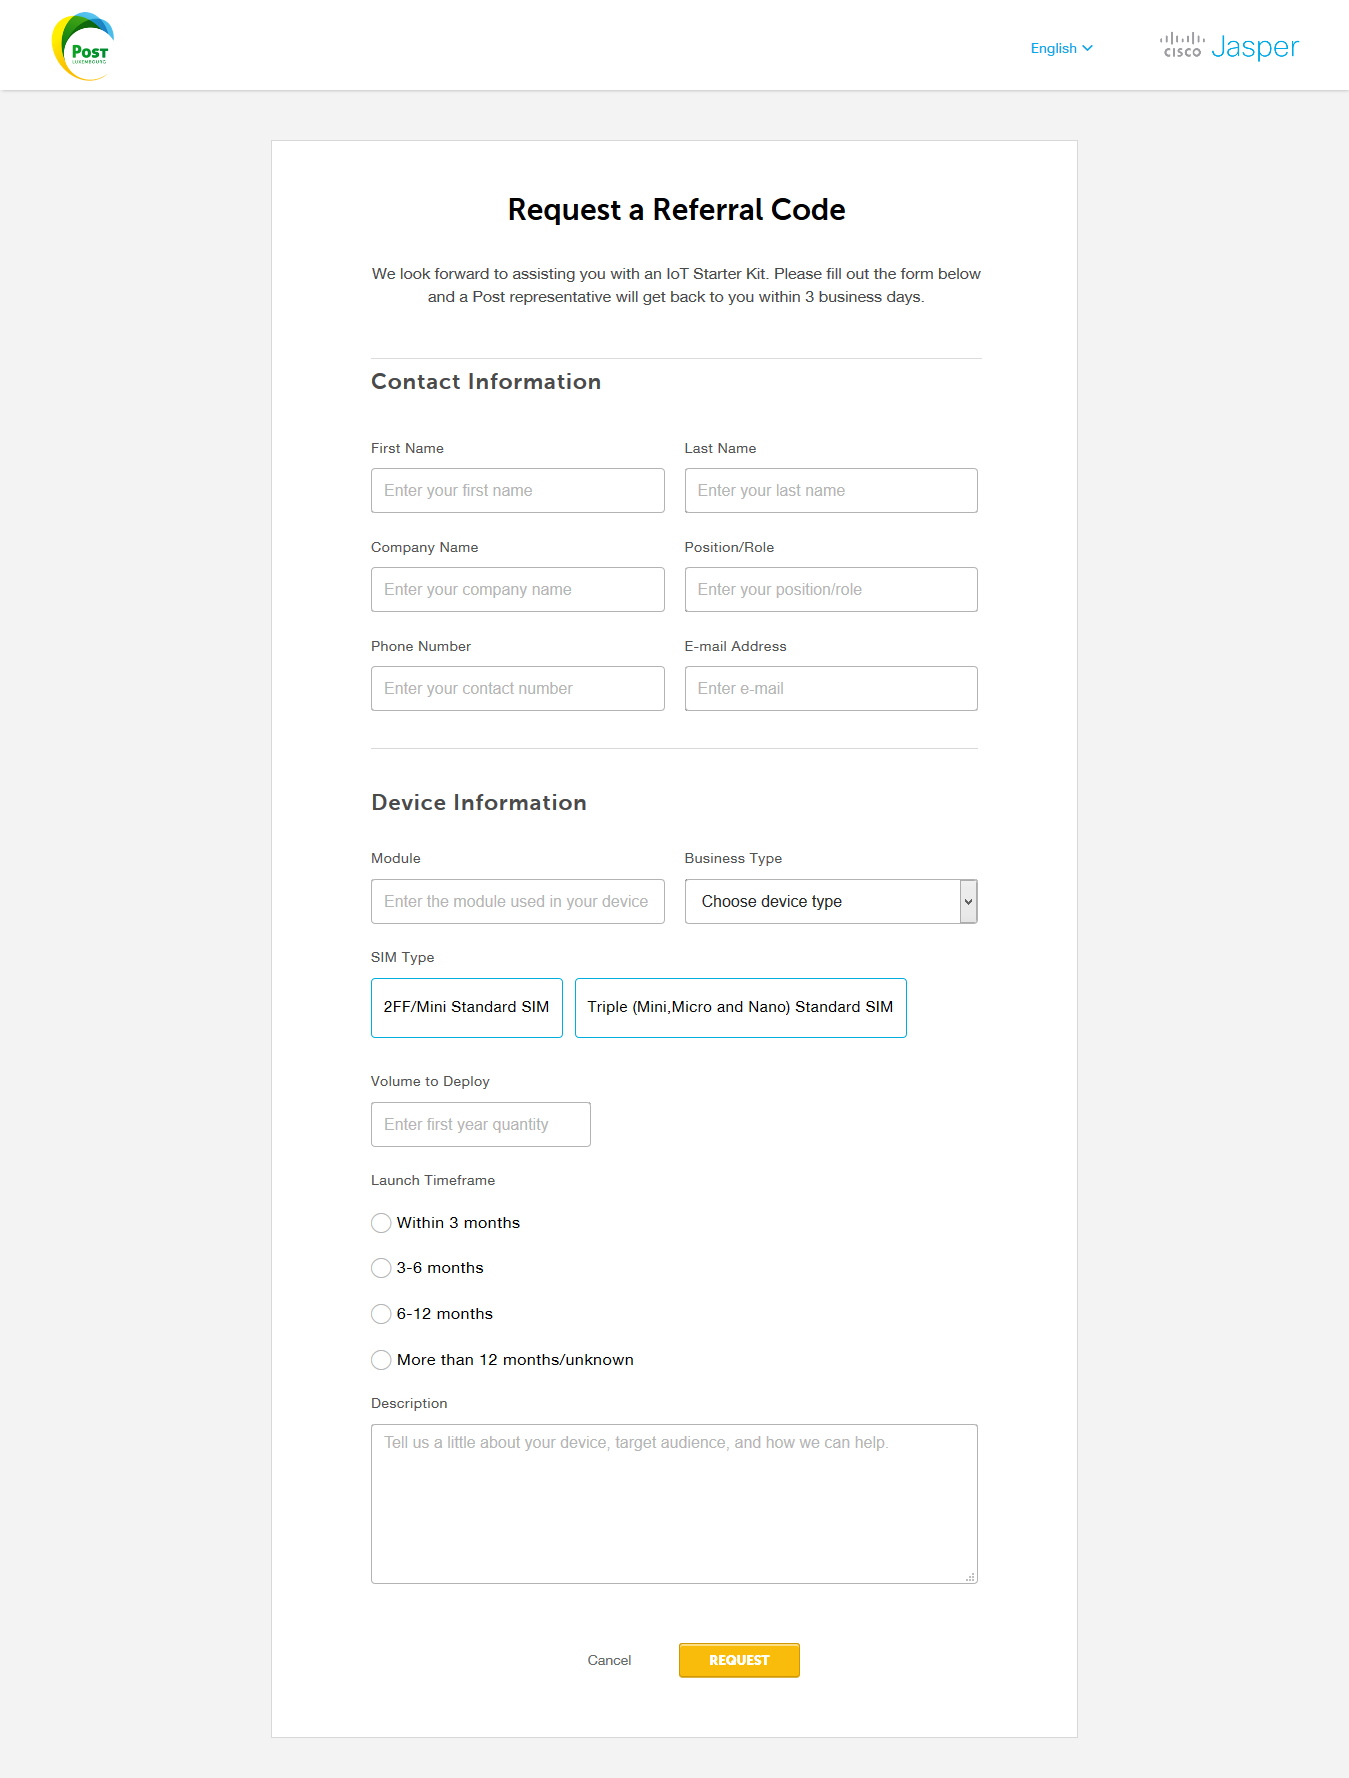 POST
LUXEMBOURG
English
CISCO Jasper
Request a Referral Code
We look forward to assisting you with an IoT Starter Kit. Please fill out the form below
and a Post representative will get back to you within 3 business days.
Contact Information
First Name
Last Name
Enter your first name
Enter your last name
Company Name
Position/Role
Enter your company name
Enter your position/role
Phone Number
E-mail Address
Enter your contact number
Enter e-mail
Device Information
Module
Business Type
Enter the module used in your device
Choose device type
SIM Type
2FF/Mini Standard SIM
Triple (Mini,Micro and Nano) Standard SIM
Volume to Deploy
Enter first year quantity
Launch Timeframe
Within 3 months
3-6 months
6-12 months
More than 12 months/unknown
Description
Tell us a little about your device, target audience, and how we can help.
Cancel
REQUEST